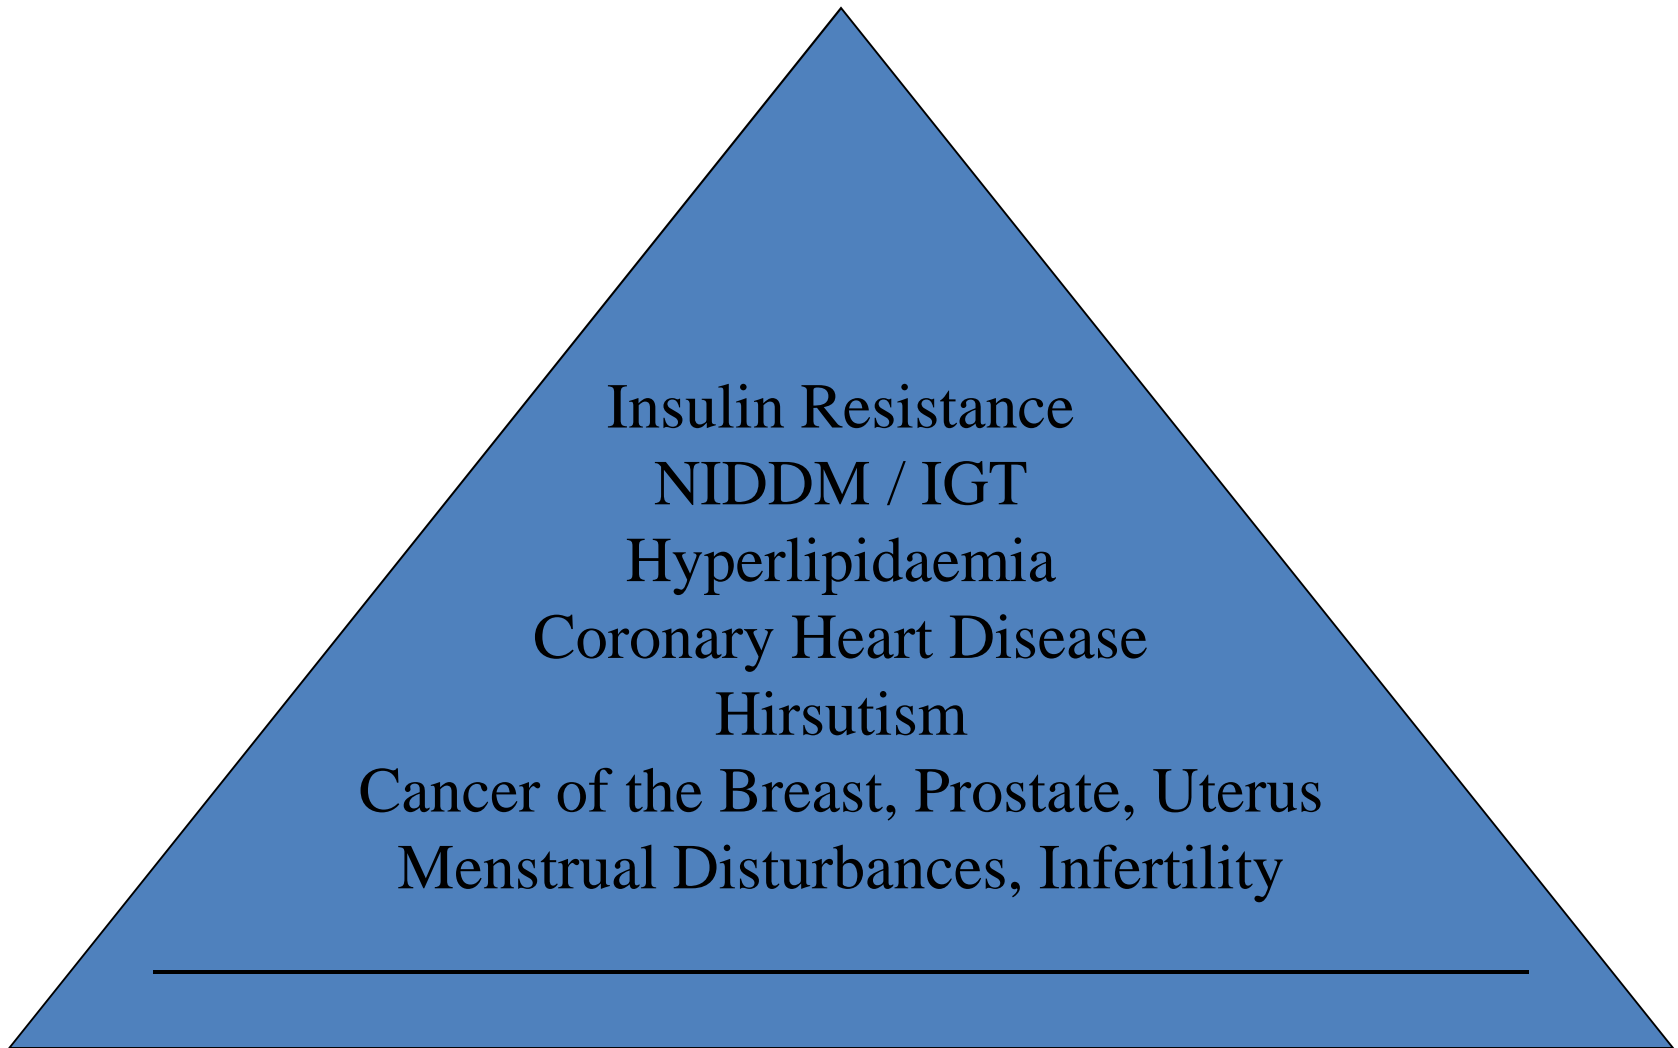 Insulin Resistance
NIDDM / IGT
Hyperlipidaemia
Coronary Heart Disease
Hirsutism
Cancer of the Breast, Prostate, Uterus
Menstrual Disturbances, Infertility